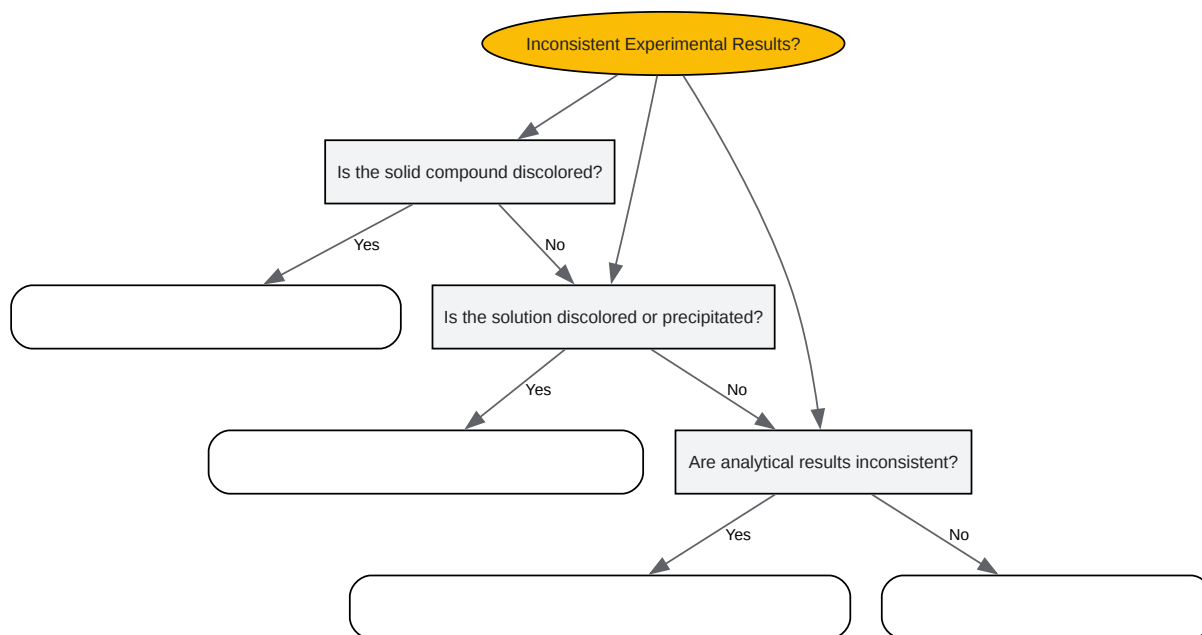 Inconsistent Experimental Results?
Is the solid compound discolored?
Yes
No
Is the solution discolored or precipitated?
Yes
No
Are analytical results inconsistent?
Yes
No